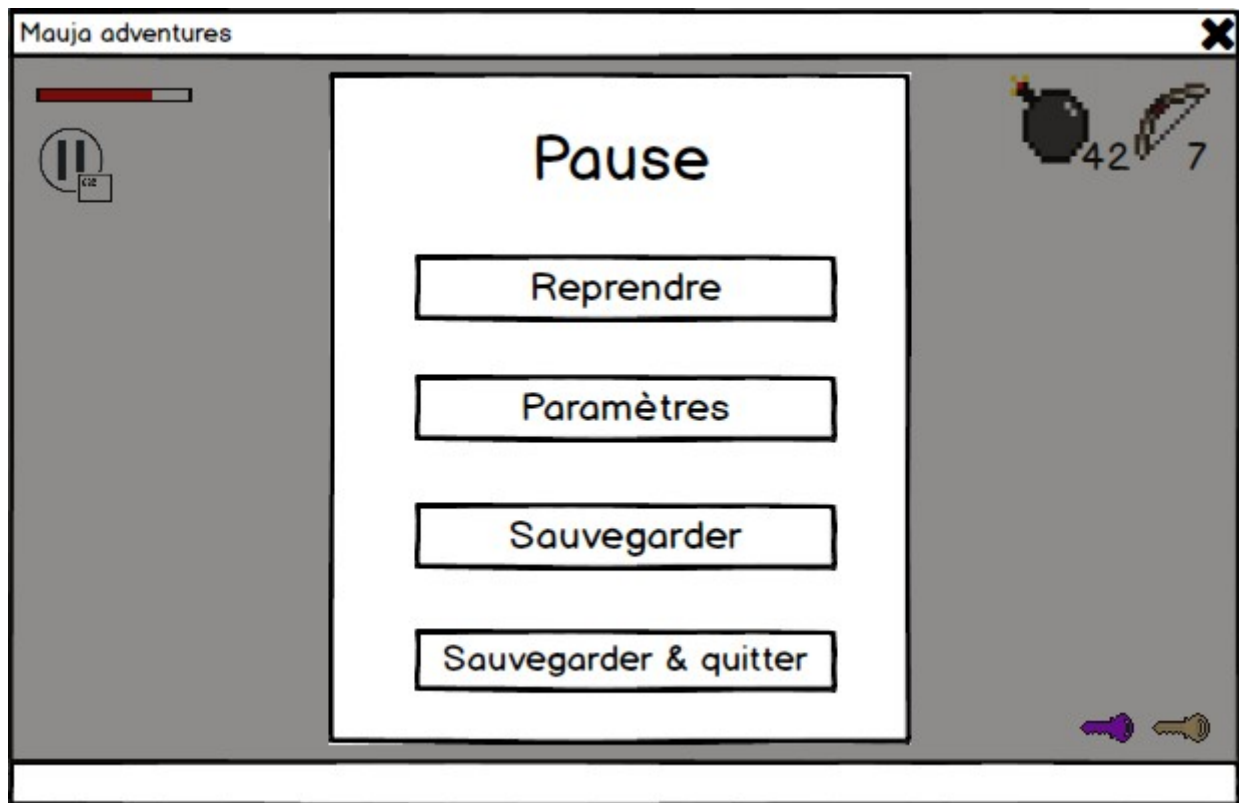 Mauja adventures
Pause
42
7
Reprendre
Paramètres
Sauvegarder
Sauvegarder & quitter